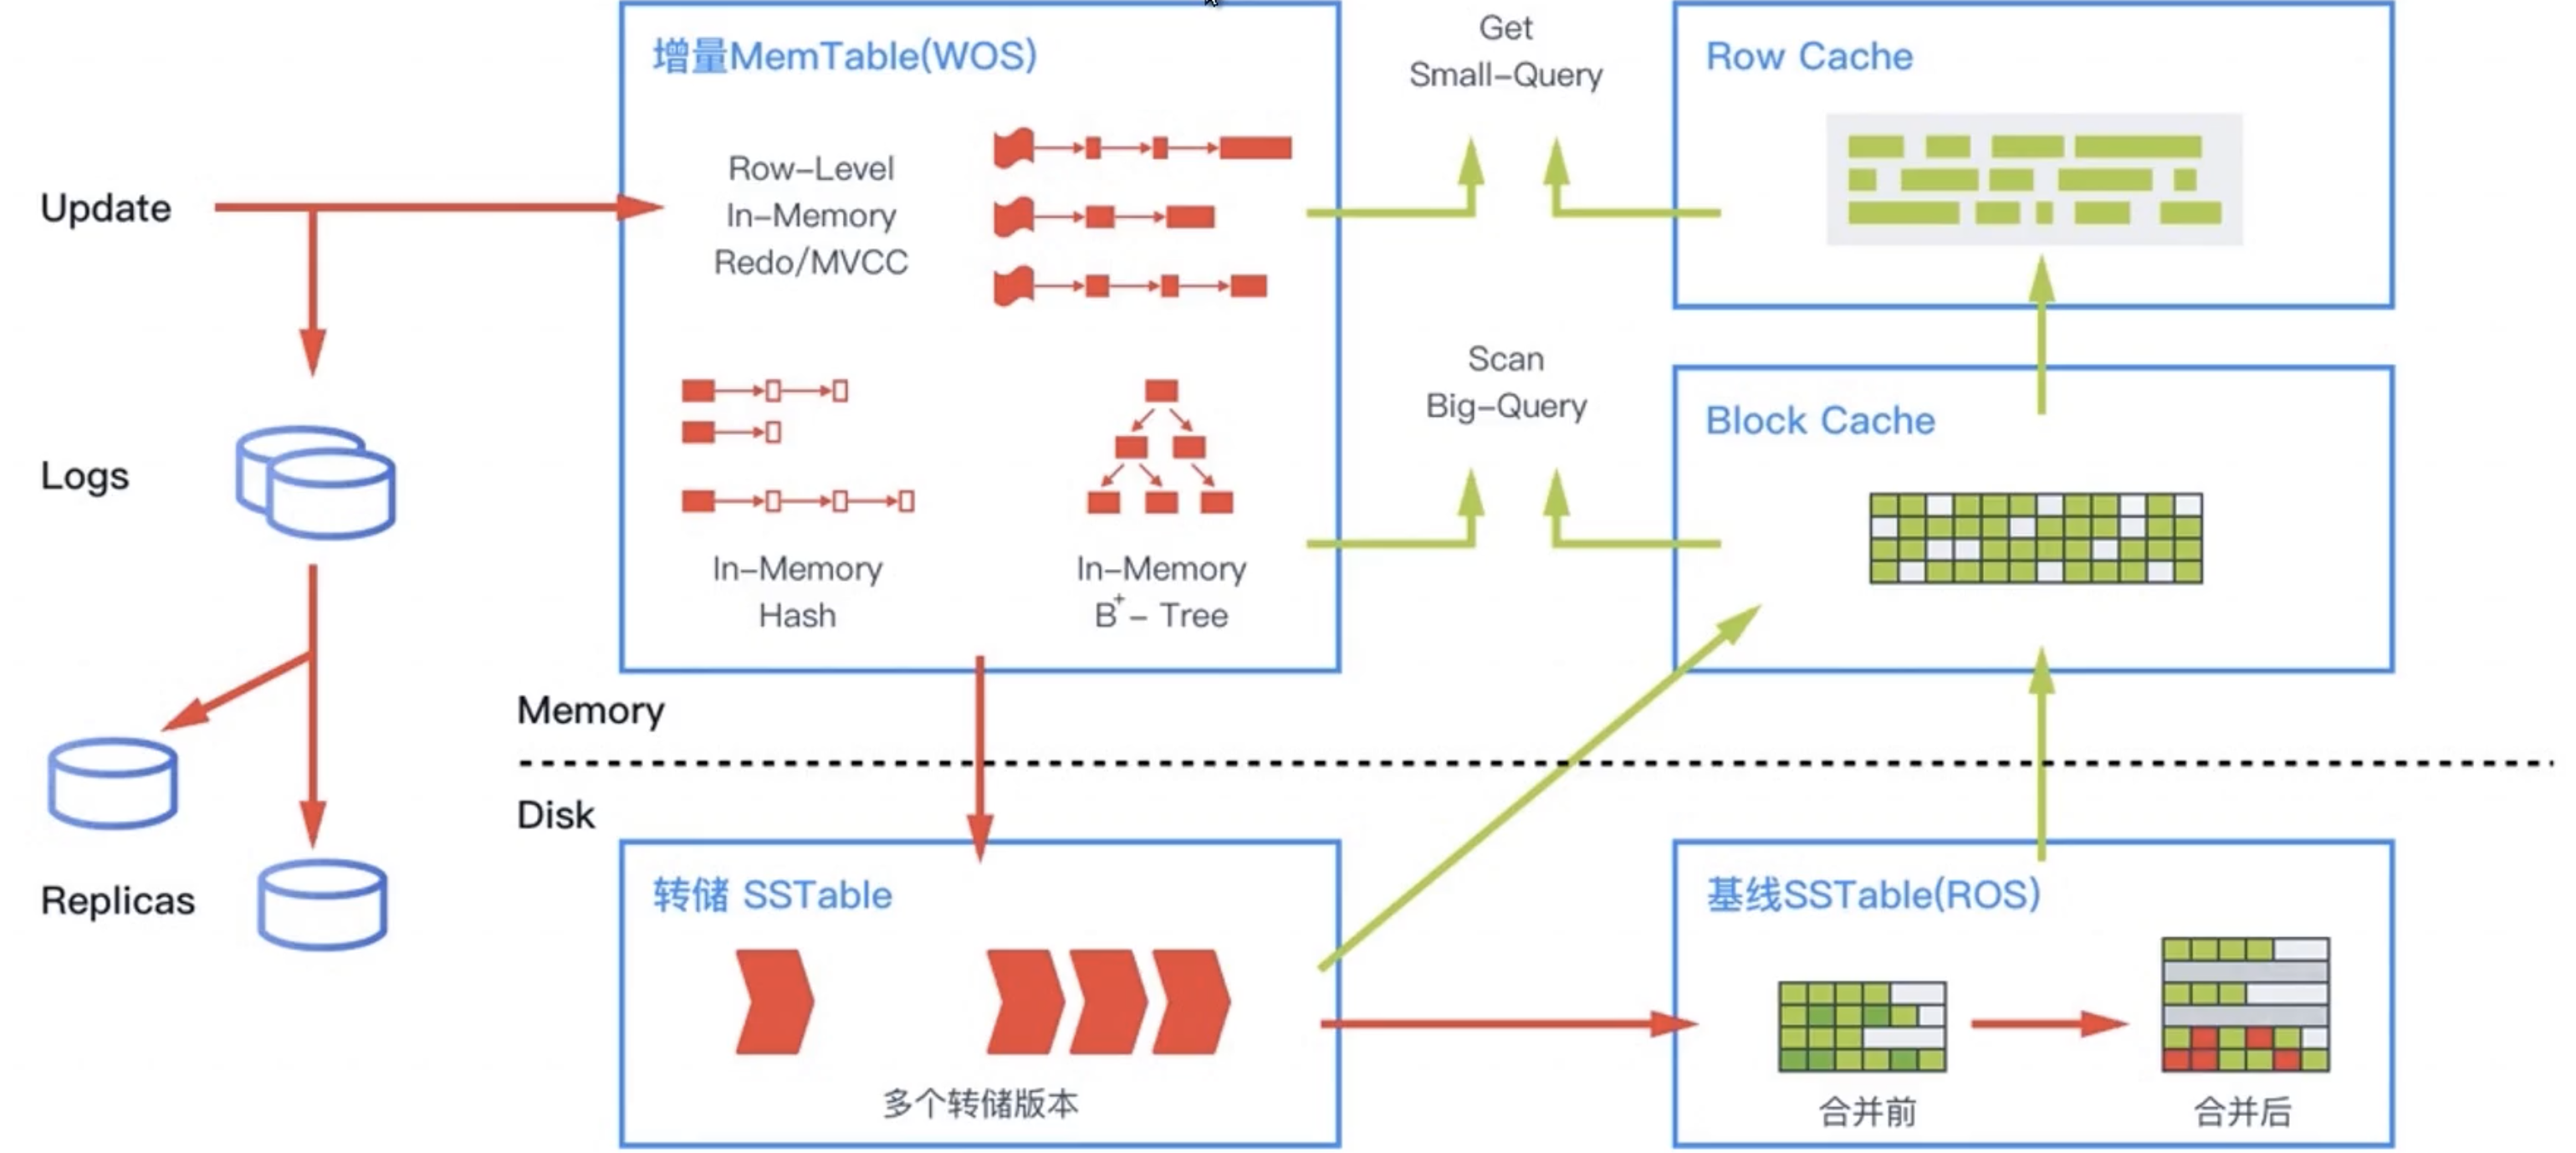 Update
Logs
Replicas
增量MemTable(WOS)
Row-Level
In-Memory
Redo/MVCC
In-Memory
Hash
In-Memory
B+- Tree
Get
Small-Query
Scan
Big-Query
Row Cache
Block Cache
Memory
Disk
转储 SSTable
多个转储版本
基线SSTable(ROS)
合并前
合并后